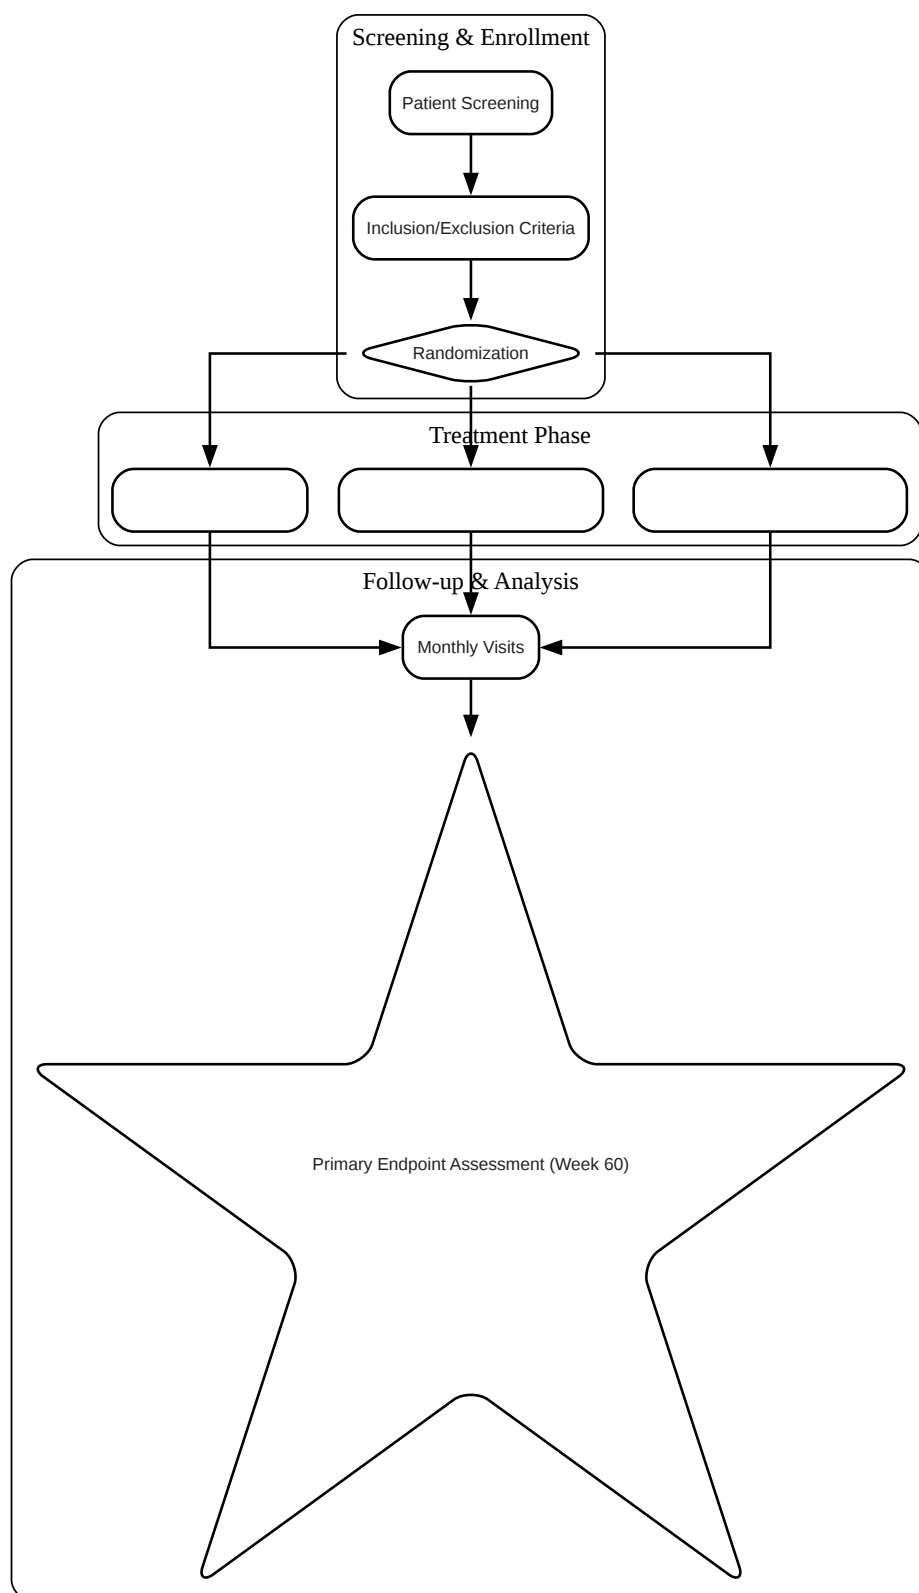 Screening & Enrollment
Patient Screening
Inclusion/Exclusion Criteria
Randomization
Treatment Phase
Follow-up & Analysis
Monthly Visits
Primary Endpoint Assessment (Week 60)